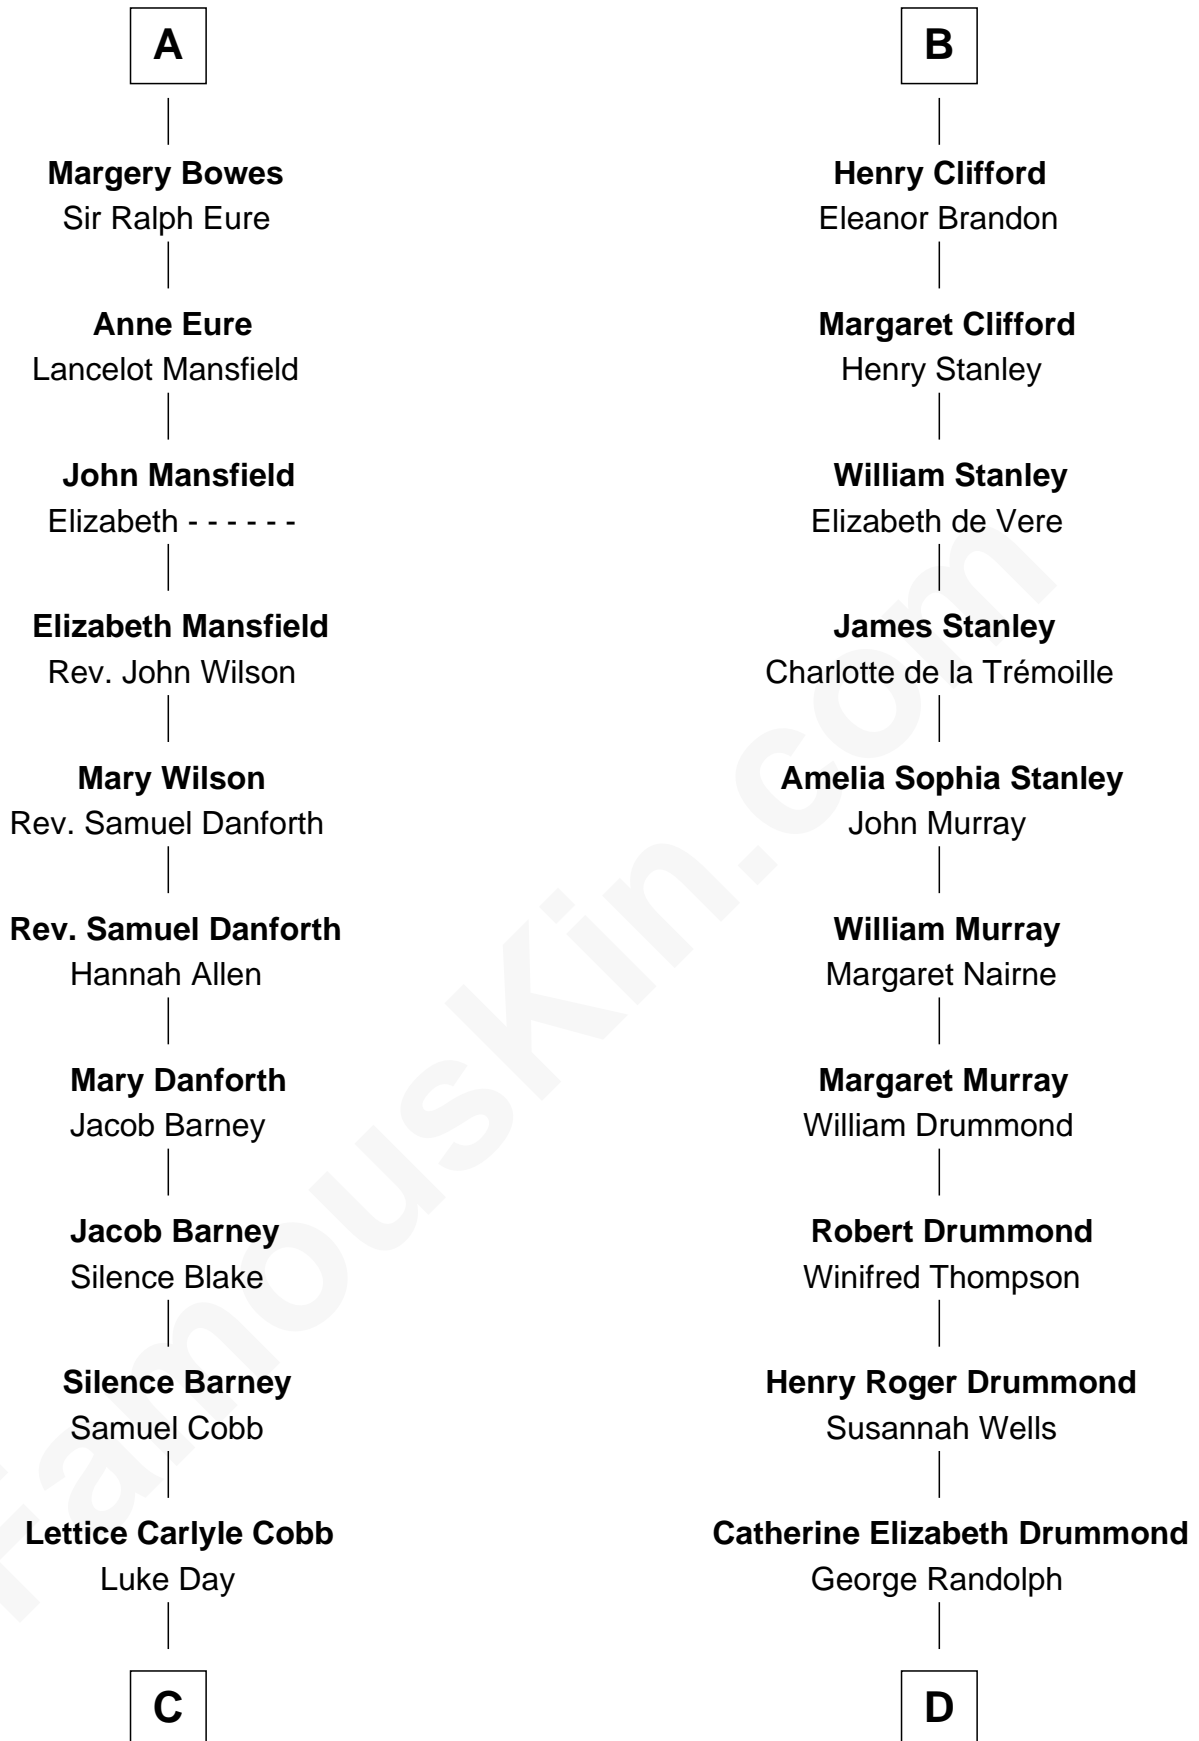 A
Margery Bowes
Sir Ralph Eure
Anne Eure
Lancelot Mansfield
John Mansfield
Elizabeth - - - - - -
Elizabeth Mansfield
Rev. John Wilson
Mary Wilson
Rev. Samuel Danforth
Rev. Samuel Danforth
Hannah Allen
Mary Danforth
Jacob Barney
Jacob Barney
Silence Blake
Silence Barney
Samuel Cobb
Lettice Carlyle Cobb
Luke Day
C
B
Henry Clifford
Eleanor Brandon
Margaret Clifford
Henry Stanley
William Stanley
Elizabeth de Vere
James Stanley
Charlotte de la Trémoille
Amelia Sophia Stanley
John Murray
William Murray
Margaret Nairne
Margaret Murray
William Drummond
Robert Drummond
Winifred Thompson
Henry Roger Drummond
Susannah Wells
Catherine Elizabeth Drummond
George Randolph
D
FamousKin.com